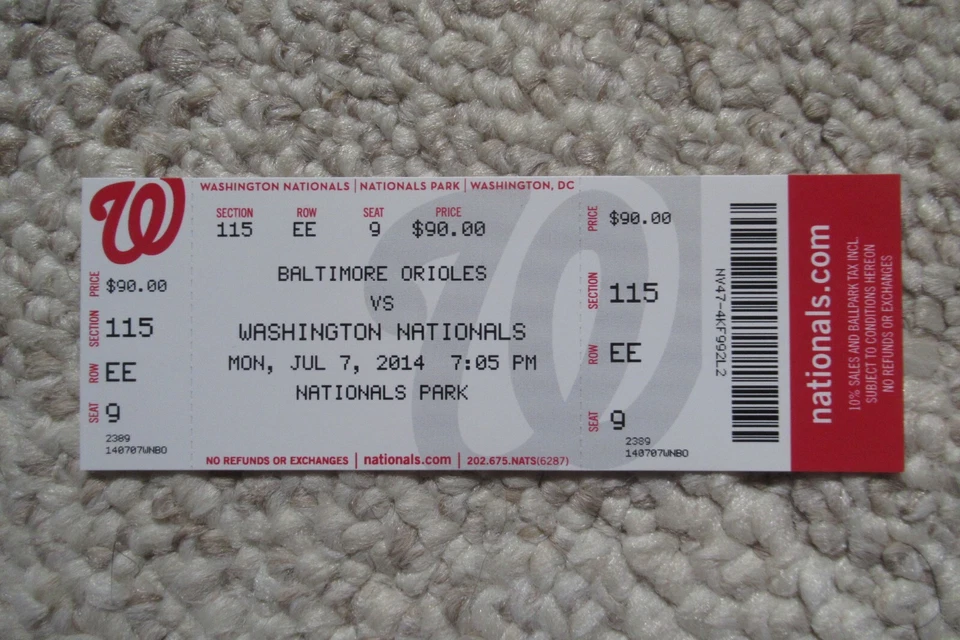 W
PRICE $90.00
SECTION 115
ROW EE
SEAT 9
2389
140707WNBO
WASHINGTON NATIONALS | NATIONALS PARK | WASHINGTON, DC
SECTION ROW SEAT PRICE
115 EE 9 $90.00
BALTIMORE ORIOLES
VS
WASHINGTON NATIONALS
MON, JUL 7, 2014 7:05 PM
NATIONALS PARK
NO REFUNDS OR EXCHANGES | nationals.com | 202.675.NATS(6287)
PRICE $90.00
SECTION 115
ROW EE
SEAT 9
2389
140707WNBO
NV47-4KF992L2
nationals.com
10% SALES AND BALLPARK TAX INCL.
SUBJECT TO CONDITIONS HEREON
NO REFUNDS OR EXCHANGES